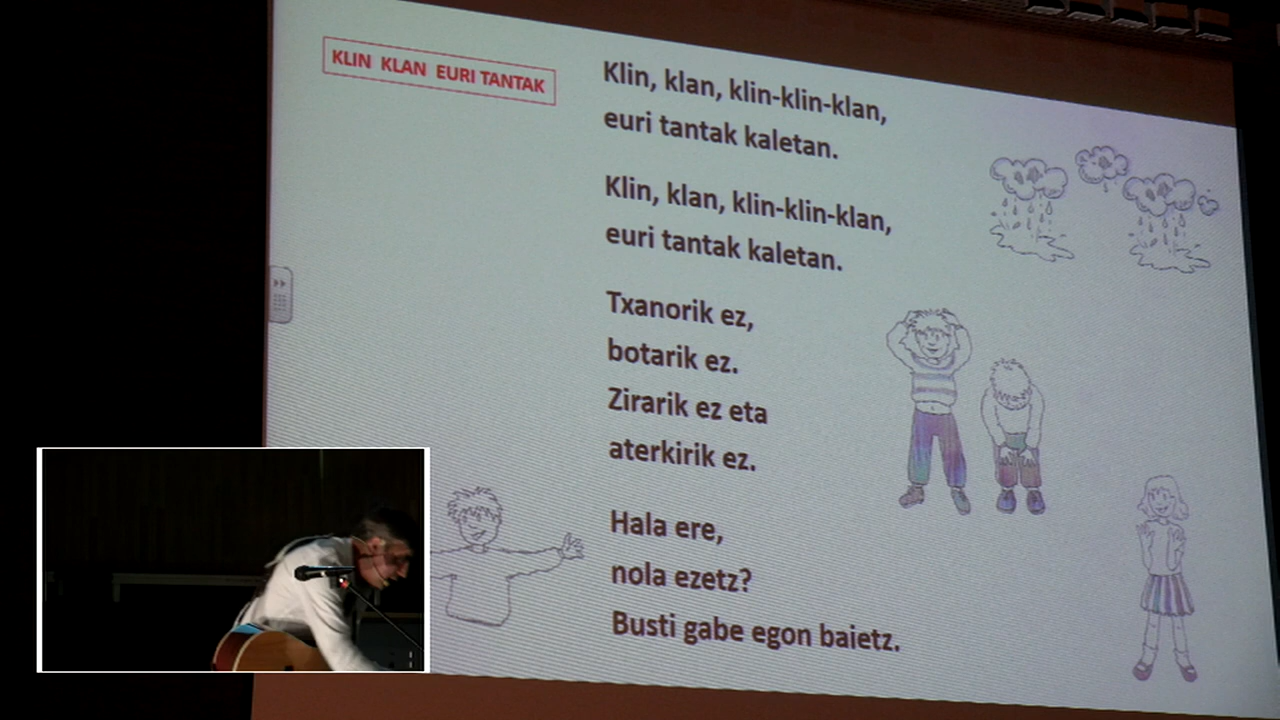 KLIN KLAN EURI TANTAK
Klin, klan, klin-klin-klan,
euri tantak kaletan.
Klin, klan, klin-klin-klan,
euri tantak kaletan.
Txanorik ez,
botarik ez.
Zirarik ez eta
aterkirik ez.
Hala ere,
nola ezetz?
Busti gabe egon baietz.